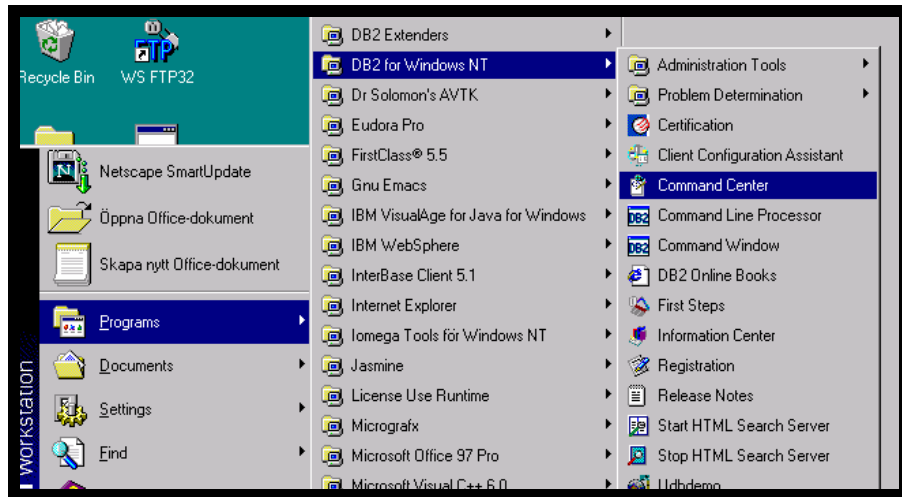 Recycle Bin
WS FTP32
Netscape SmartUpdate
Öppna Office-dokument
Skapa nytt Office-dokument
Programs
Documents
Settings
Find
Workstation
DB2 Extenders
DB2 for Windows NT
Dr Solomon's AVTK
Eudora Pro
FirstClass® 5.5
Gnu Emacs
IBM VisualAge for Java for Windows
IBM WebSphere
InterBase Client 5.1
Internet Explorer
Iomega Tools för Windows NT
Jasmine
License Use Runtime
Micrografx
Microsoft Office 97 Pro
Microsoft Visual C++ 6.0
Administration Tools
Problem Determination
Certification
Client Configuration Assistant
Command Center
Command Line Processor
Command Window
DB2 Online Books
First Steps
Information Center
Registration
Release Notes
Start HTML Search Server
Stop HTML Search Server
Udbdemo